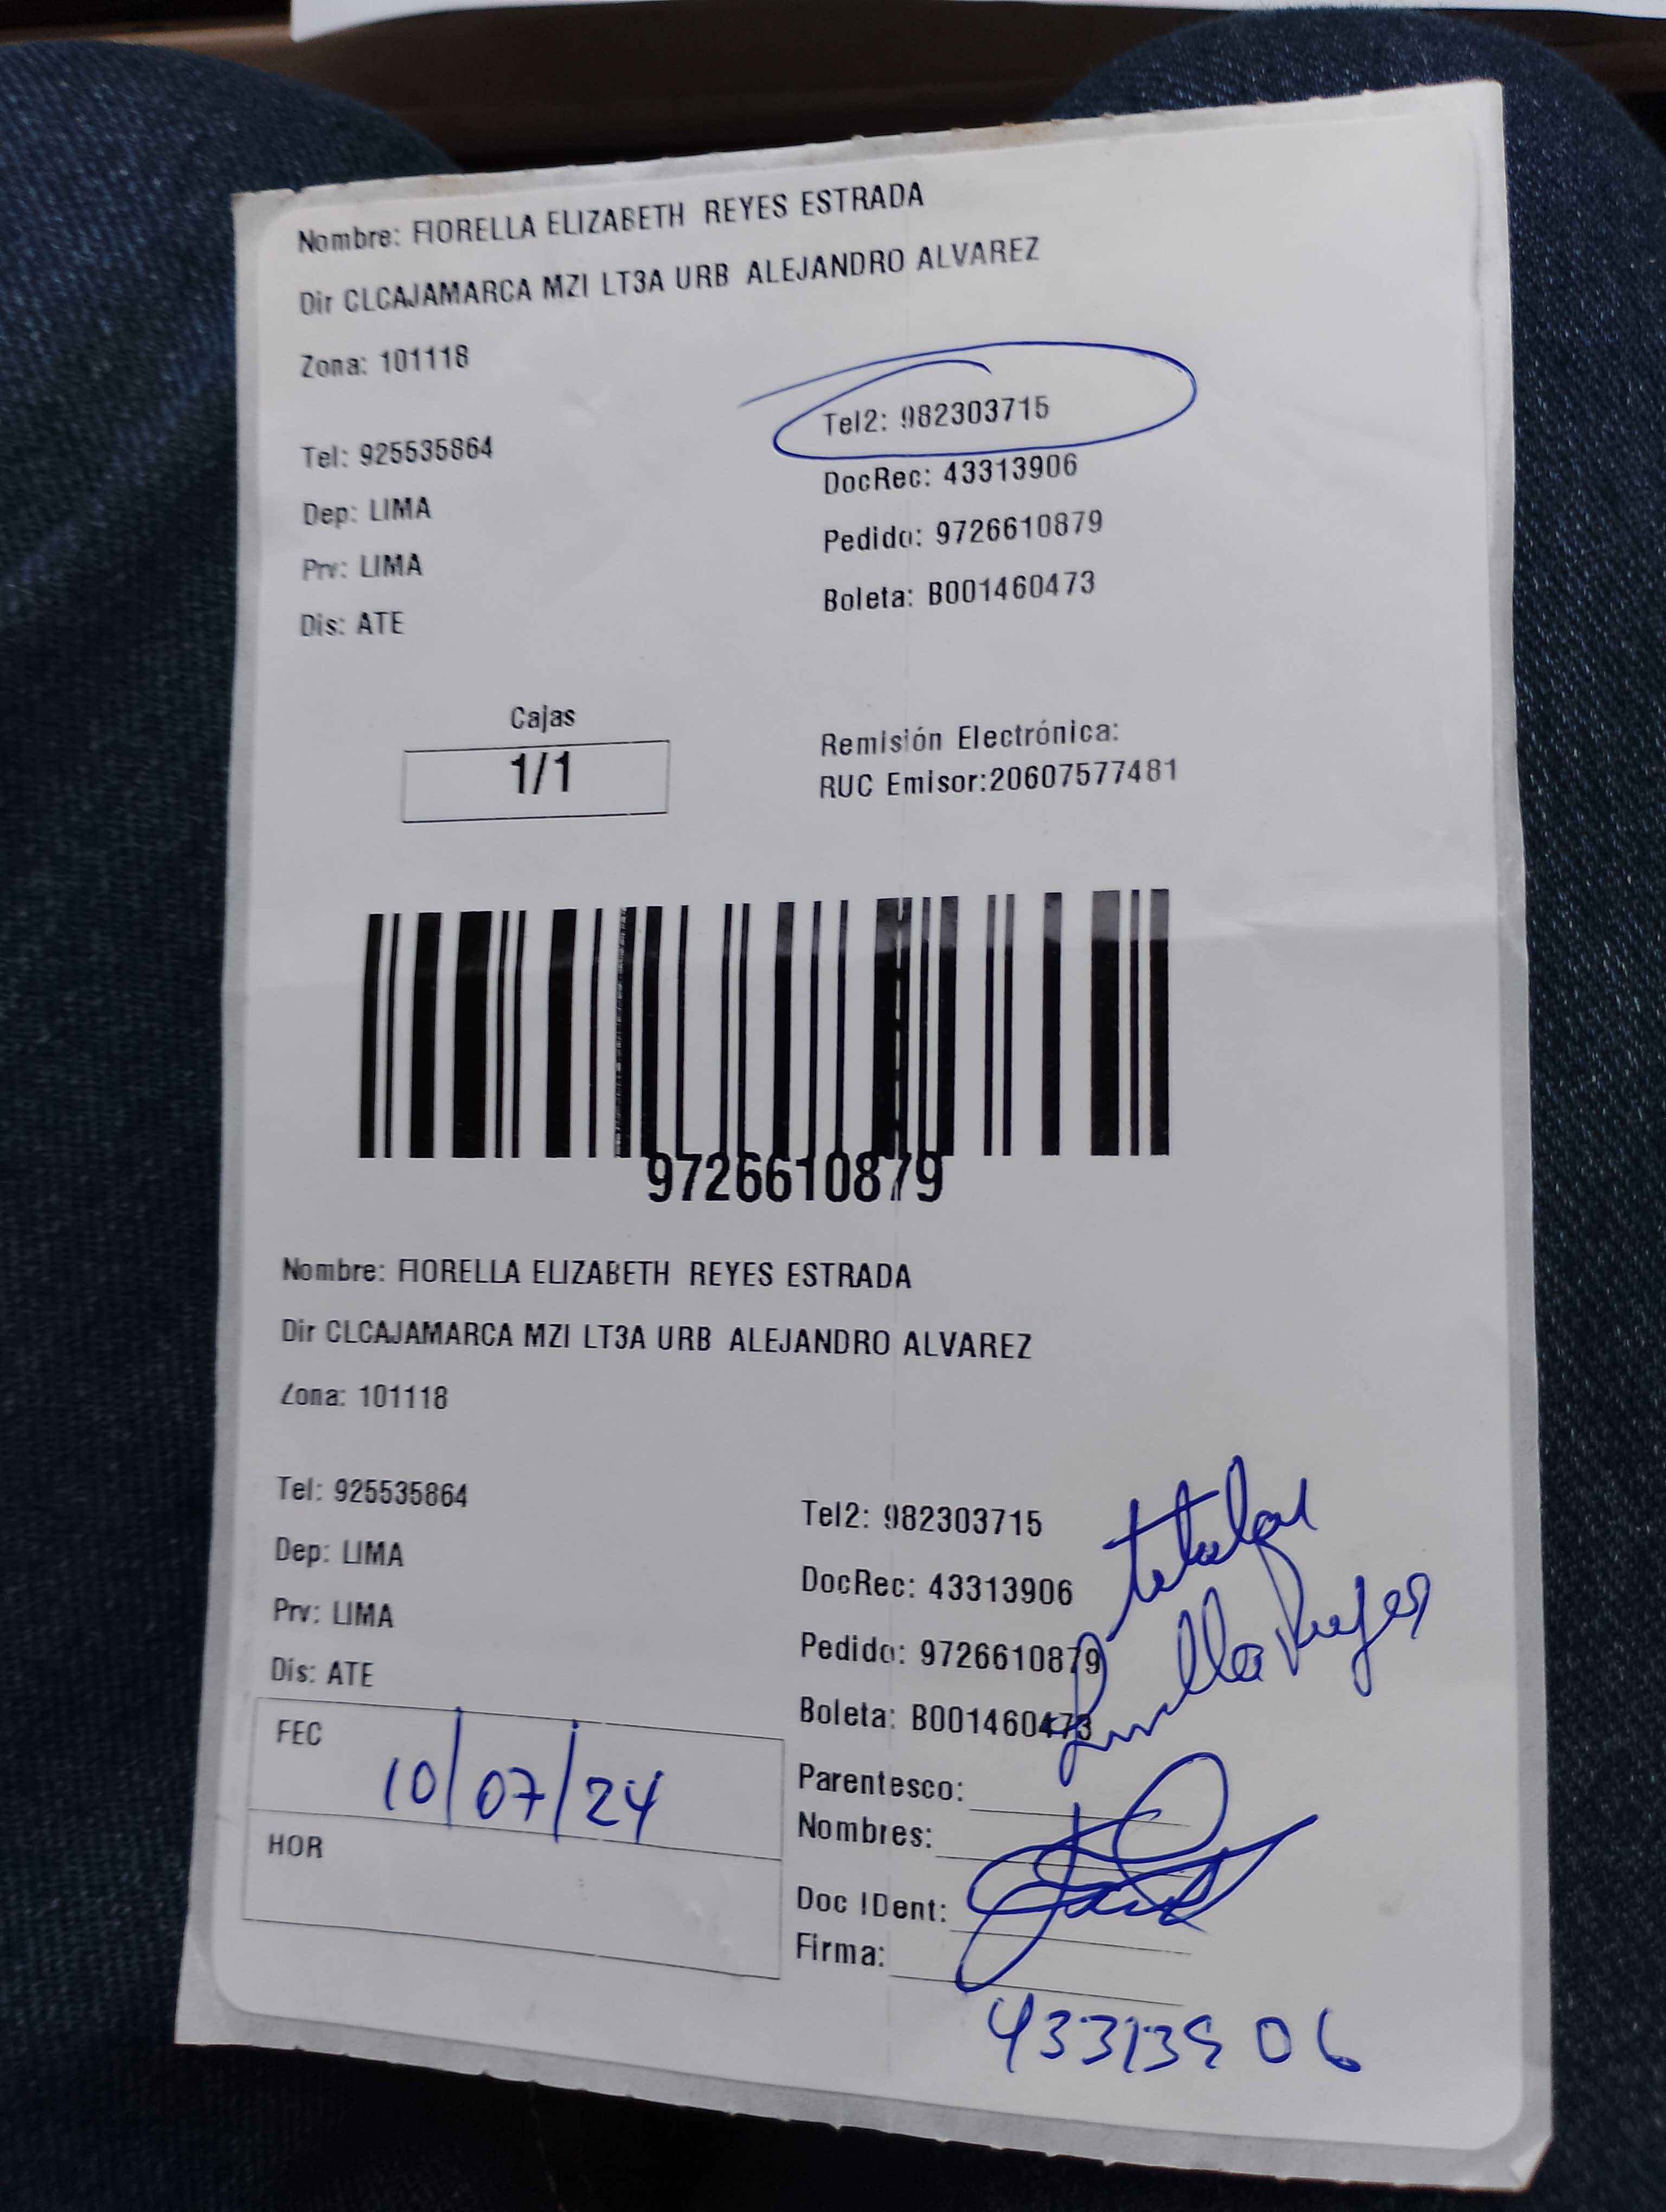 Nombre: FIORELLA ELIZABETH REYES ESTRADA
Dir CLCAJAMARCA MZI LT3A URB ALEJANDRO ALVAREZ
Zona: 101118
Tel: 925535864
Tel2: 982303715
Dep: LIMA
DocRec: 43313906
Prv: LIMA
Pedido: 9726610879
Dis: ATE
Boleta: B001460473
Cajas
1/1
Remisión Electrónica:
RUC Emisor:20607577481
9726610879
Nombre: FIORELLA ELIZABETH REYES ESTRADA
Dir CLCAJAMARCA MZI LT3A URB ALEJANDRO ALVAREZ
Zona: 101118
Tel: 925535864
Tel2: 982303715
Dep: LIMA
DocRec: 43313906
Prv: LIMA
Pedido: 9726610879
Dis: ATE
Boleta: B001460473
titular
Reyes
FEC
10/07/24
HOR
Parentesco:
Nombres:
Doc IDent:
Firma:
43313906